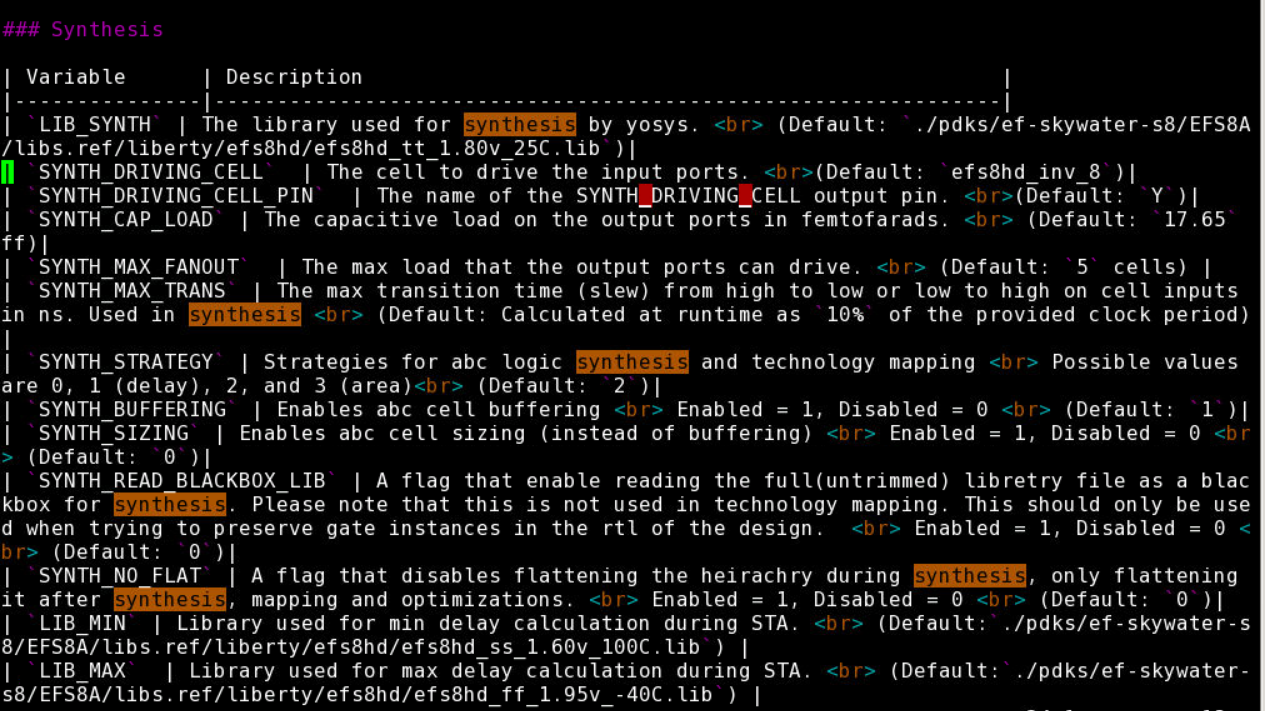 ### Synthesis
| Variable      | Description                                                    |
|---------------|---------------------------------------------------------------|
| `LIB_SYNTH` | The library used for synthesis by yosys. <br> (Default: `./pdks/ef-skywater-s8/EFS8A
/libs.ref/liberty/efs8hd/efs8hd_tt_1.80v_25C.lib`)|
| `SYNTH_DRIVING_CELL`   | The cell to drive the input ports. <br>(Default: `efs8hd_inv_8`)|
| `SYNTH_DRIVING_CELL_PIN`  | The name of the SYNTH_DRIVING_CELL output pin. <br>(Default: `Y`)|
| `SYNTH_CAP_LOAD` | The capacitive load on the output ports in femtofarads. <br> (Default: `17.65`
ff)|
| `SYNTH_MAX_FANOUT`  | The max load that the output ports can drive. <br> (Default: `5` cells) |
| `SYNTH_MAX_TRANS` | The max transition time (slew) from high to low or low to high on cell inputs
in ns. Used in synthesis <br> (Default: Calculated at runtime as `10%` of the provided clock period)
|
| `SYNTH_STRATEGY` | Strategies for abc logic synthesis and technology mapping <br> Possible values
are 0, 1 (delay), 2, and 3 (area)<br> (Default: `2`)|
| `SYNTH_BUFFERING` | Enables abc cell buffering <br> Enabled = 1, Disabled = 0 <br> (Default: `1`)|
| `SYNTH_SIZING` | Enables abc cell sizing (instead of buffering) <br> Enabled = 1, Disabled = 0 <br
> (Default: `0`)|
| `SYNTH_READ_BLACKBOX_LIB` | A flag that enable reading the full(untrimmed) libretry file as a blac
kbox for synthesis. Please note that this is not used in technology mapping. This should only be use
d when trying to preserve gate instances in the rtl of the design.  <br> Enabled = 1, Disabled = 0 <
br> (Default: `0`)|
| `SYNTH_NO_FLAT` | A flag that disables flattening the heirachry during synthesis, only flattening
it after synthesis, mapping and optimizations. <br> Enabled = 1, Disabled = 0 <br> (Default: `0`)|
| `LIB_MIN` | Library used for min delay calculation during STA. <br> (Default:`./pdks/ef-skywater-s
8/EFS8A/libs.ref/liberty/efs8hd/efs8hd_ss_1.60v_100C.lib`) |
| `LIB_MAX`  | Library used for max delay calculation during STA. <br> (Default:`./pdks/ef-skywater-
s8/EFS8A/libs.ref/liberty/efs8hd/efs8hd_ff_1.95v_-40C.lib`) |